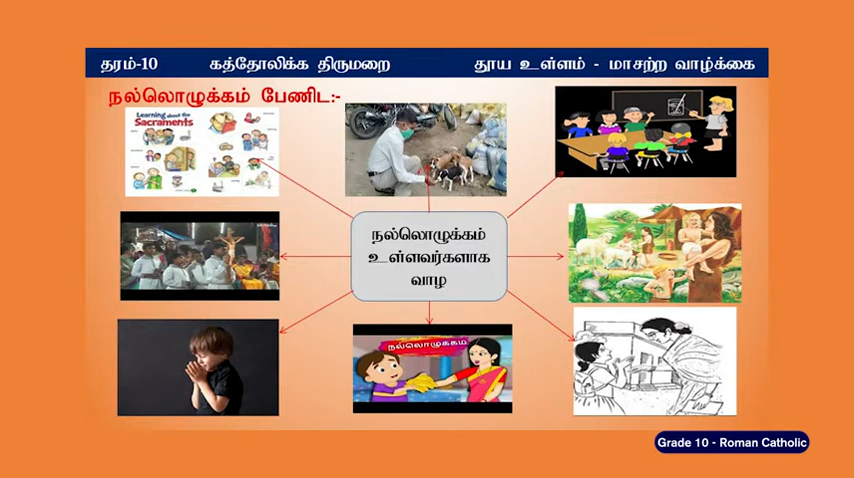 தரம்-10 கத்தோலிக்க திருமறை தூய உள்ளம் - மாசற்ற வாழ்க்கை
நல்லொழுக்கம் பேணிட:-
Learning about the
Sacraments
நல்லொழுக்கம்
உள்ளவர்களாக
வாழ
நல்லொழுக்கம்
Grade 10 - Roman Catholic